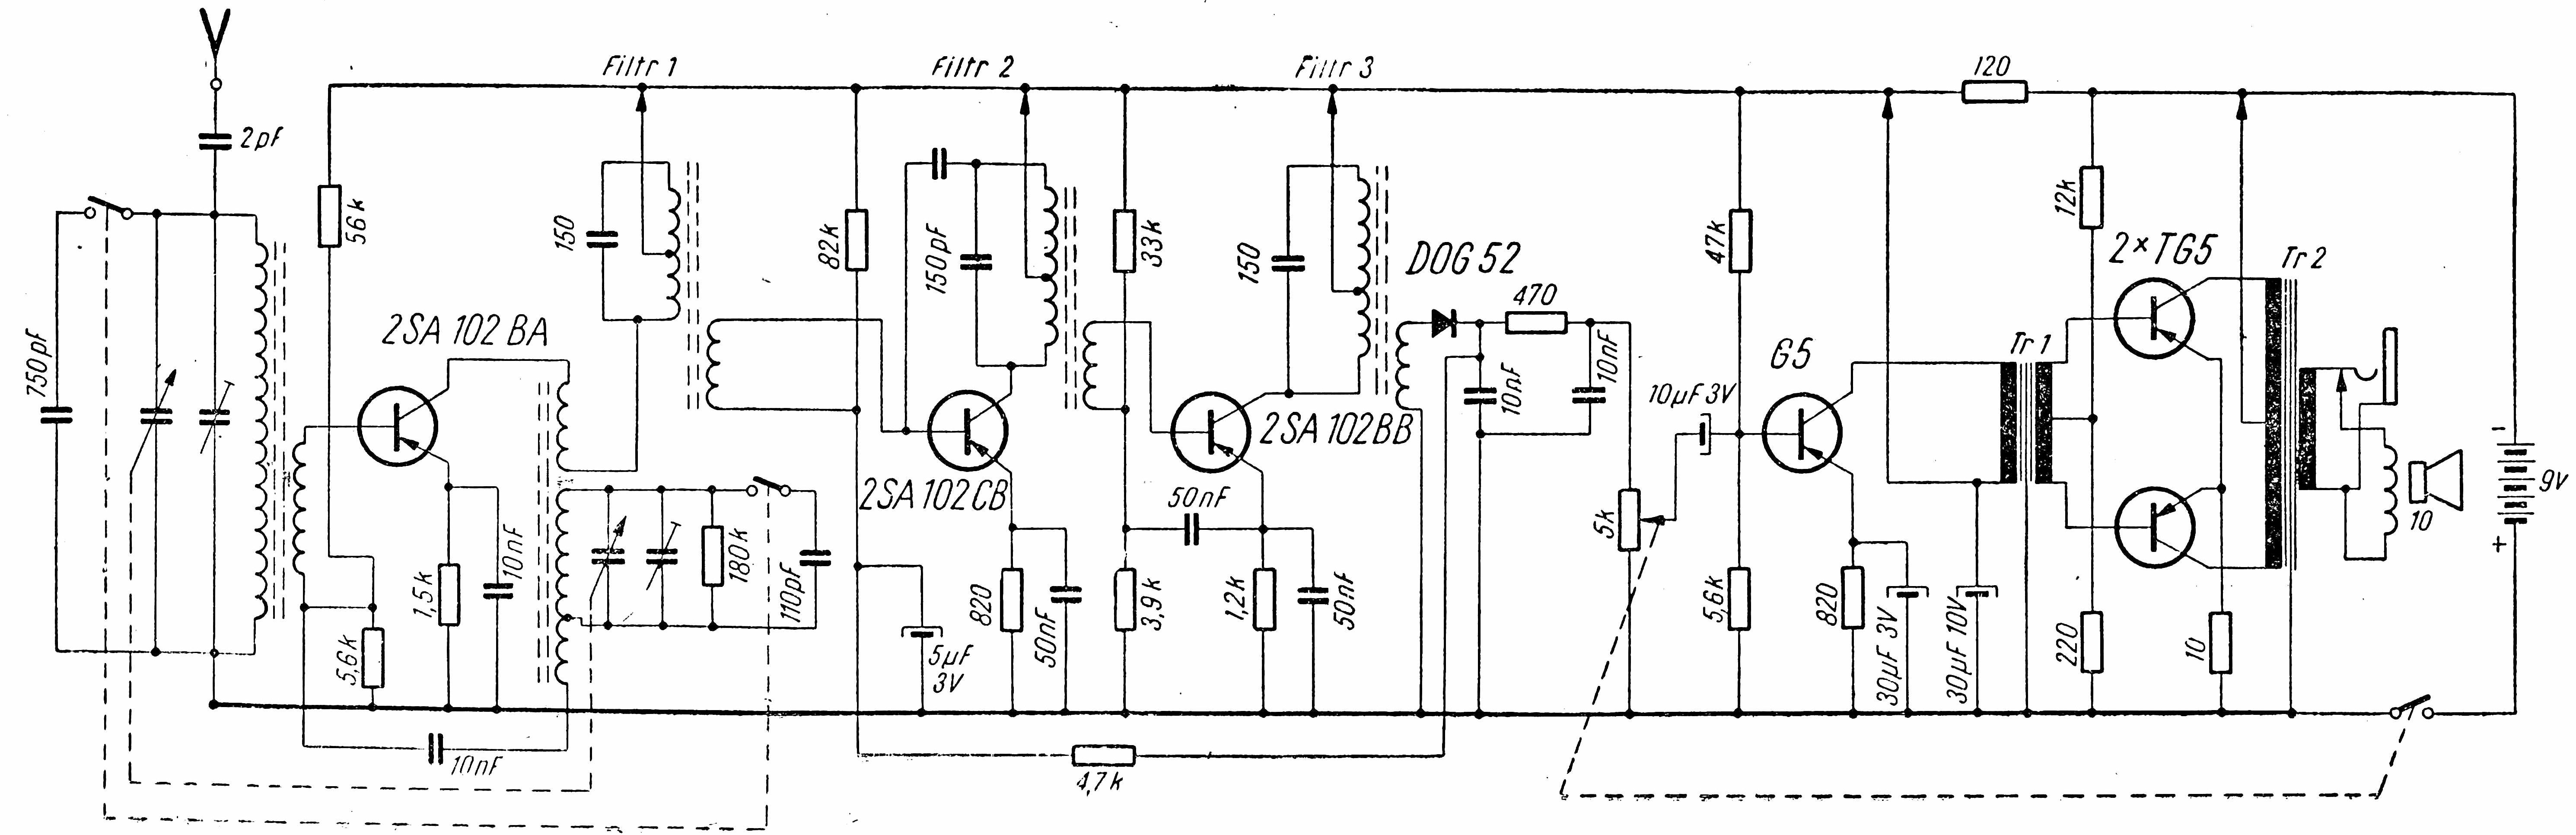 2pF
750pF
56k
2SA 102 BA
5,6k
1,5k
10nF
10nF
Filtr 1
150
180k
110pF
82k
5µF
3V
Filtr 2
150pF
2SA 102CB
820
50nF
4,7k
33k
3,9k
50nF
1,2k
50nF
Filtr 3
150
2SA 102BB
DOG 52
470
10nF
10nF
5k
10µF 3V
47k
5,6k
G5
820
30µF 3V
30µF 10V
Tr 1
120
12k
220
2×TG5
10
Tr 2
10
-
9V
+